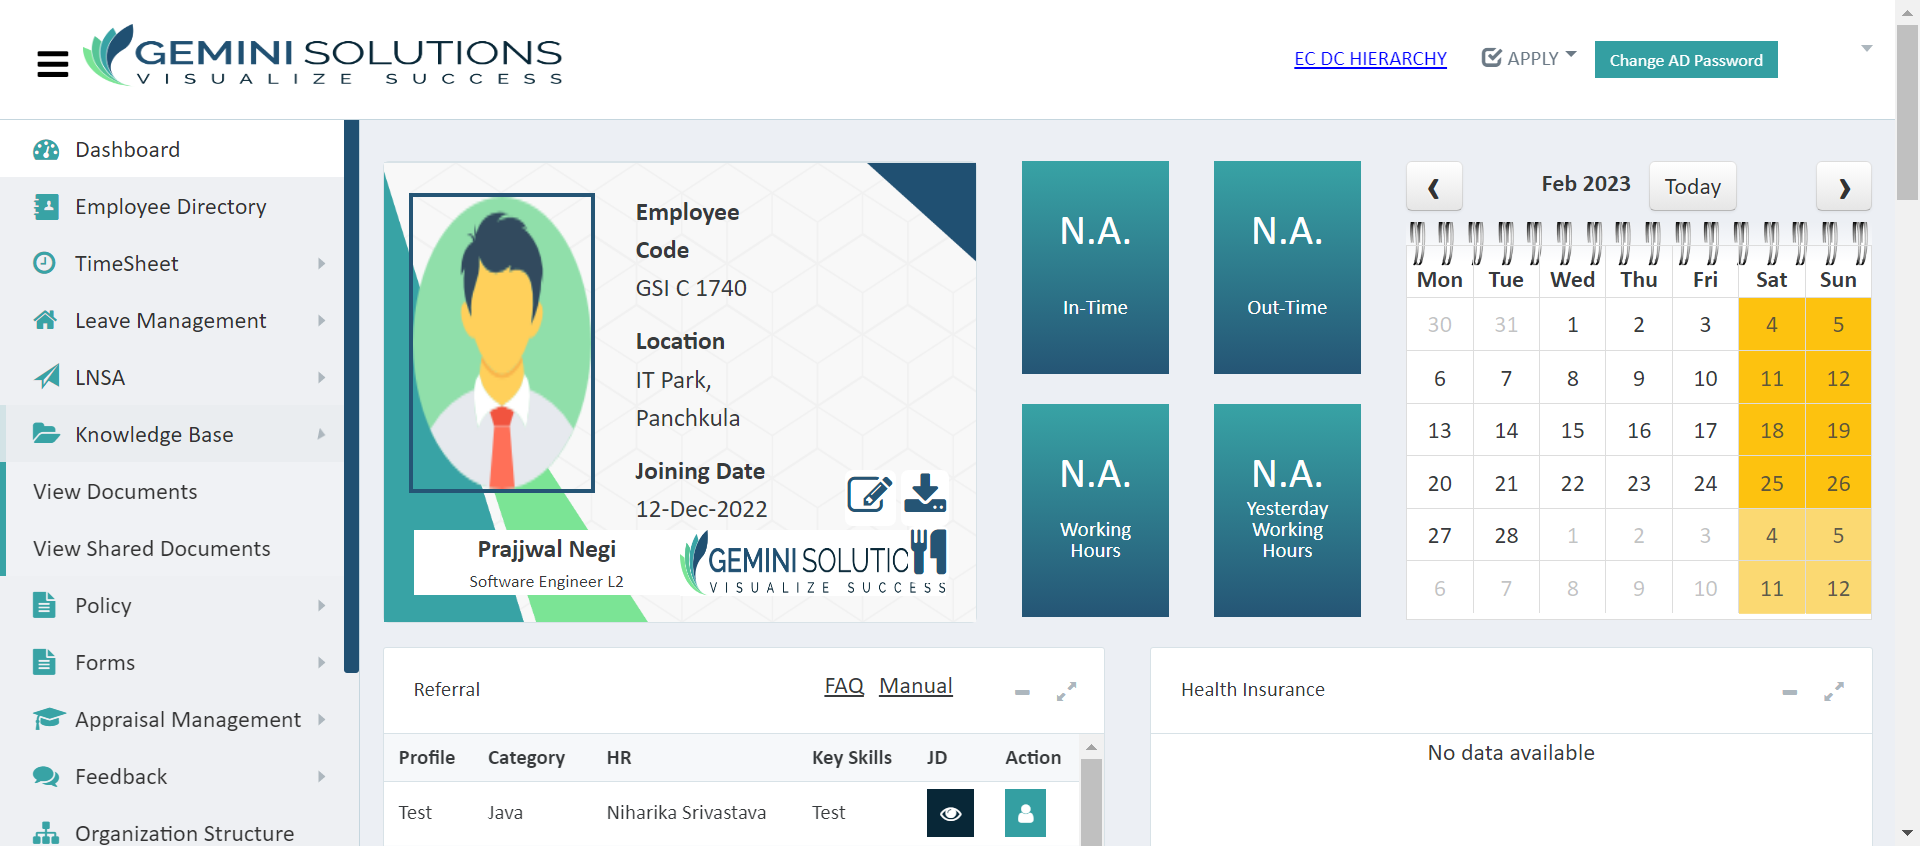 GEMINI SOLUTIONS
VISUALIZE SUCCESS
EC DC HIERARCHY
APPLY
Change AD Password
Dashboard
Employee Directory
TimeSheet
Leave Management
LNSA
Knowledge Base
View Documents
View Shared Documents
Policy
Forms
Appraisal Management
Feedback
Organization Structure
Employee
Code
GSI C 1740
Location
IT Park,
Panchkula
Joining Date
12-Dec-2022
Prajjwal Negi
Software Engineer L2
GEMINI SOLUTIO
VISUALIZE SUCCESS
N.A.
In-Time
N.A.
Out-Time
N.A.
Working
Hours
N.A.
Yesterday
Working
Hours
Feb 2023
Today
Mon Tue Wed Thu Fri Sat Sun
30 31 1 2 3 4 5
6 7 8 9 10 11 12
13 14 15 16 17 18 19
20 21 22 23 24 25 26
27 28 1 2 3 4 5
6 7 8 9 10 11 12
Referral
FAQ Manual
Profile Category HR Key Skills JD Action
Test Java Niharika Srivastava Test
Health Insurance
No data available